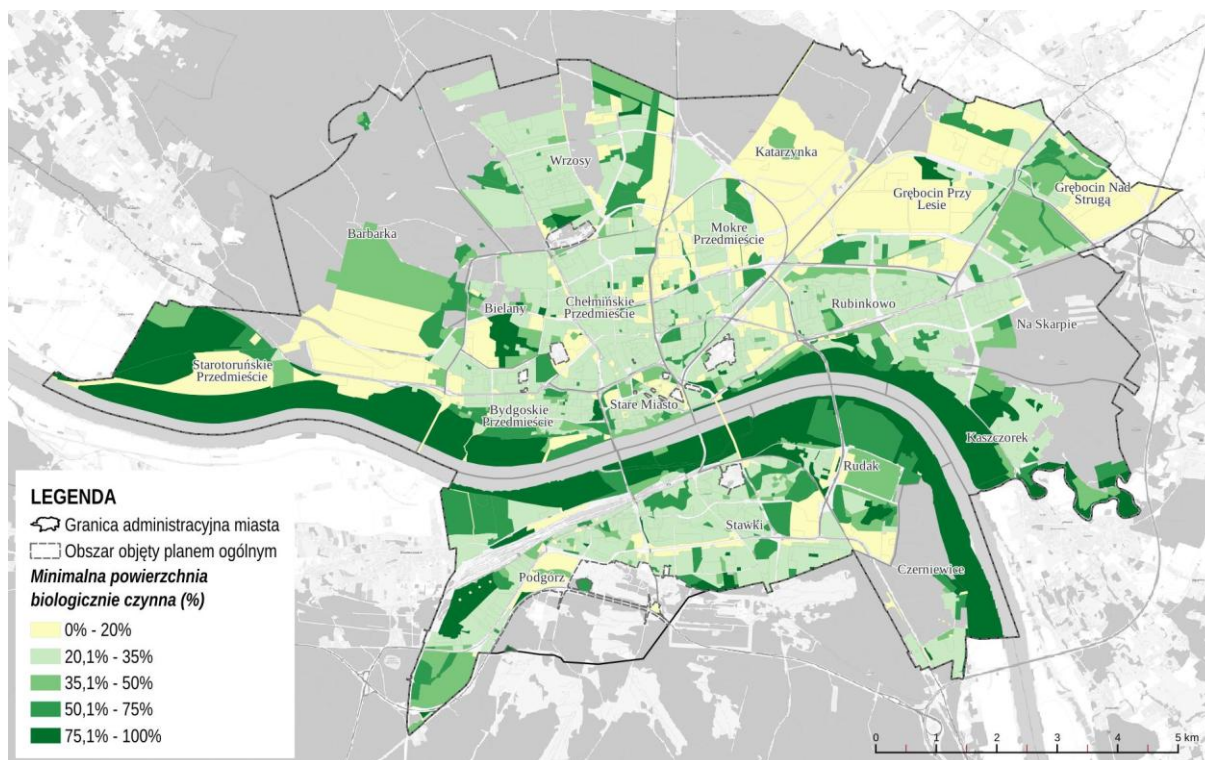 Wrzosy
Katarzynka
Grębocin Przy
Lesie
Grębocin Nad
Strugą
Barbarka
Mokre
Przedmieście
Bielany
Chełmińskie
Przedmieście
Rubinkowo
Na Skarpie
Starotoruńskie
Przedmieście
Bydgoskie
Przedmieście
Stare Miasto
Kaszczorek
Rudak
Stawki
Podgórz
Czerniewice
LEGENDA
Granica administracyjna miasta
Obszar objęty planem ogólnym
Minimalna powierzchnia
biologicznie czynna (%)
0% - 20%
20,1% - 35%
35,1% - 50%
50,1% - 75%
75,1% - 100%
0 1 2 3 4 5 km